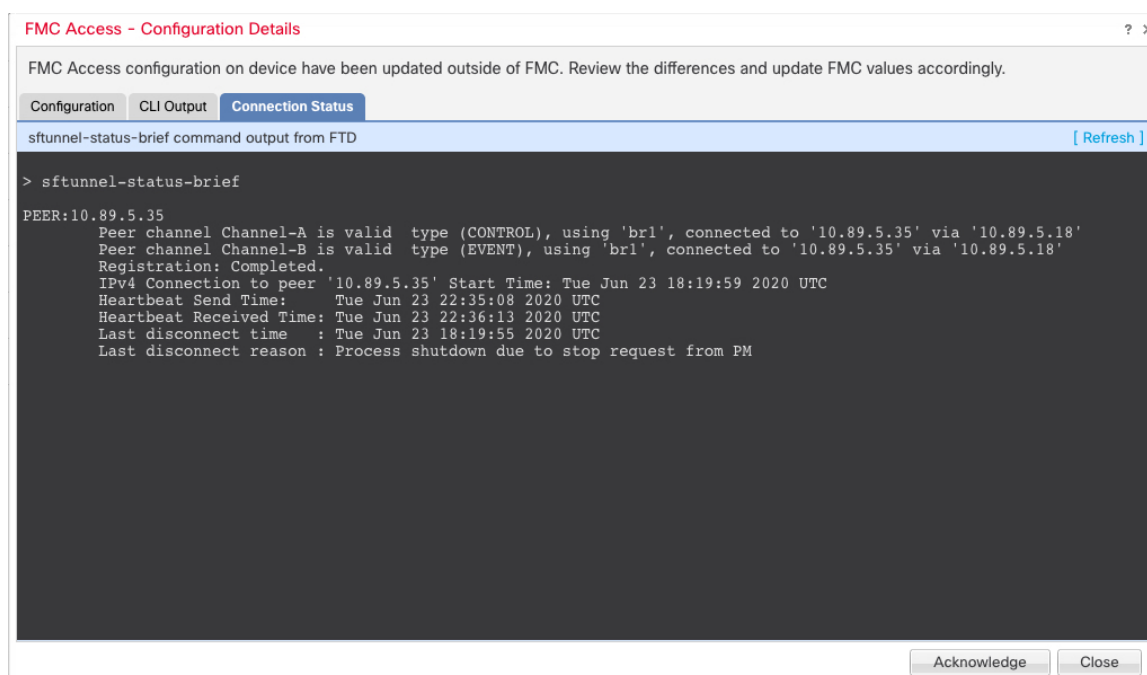 FMC Access - Configuration Details ?
FMC Access configuration on device have been updated outside of FMC. Review the differences and update FMC values accordingly.
Configuration CLI Output Connection Status
sftunnel-status-brief command output from FTD [ Refresh ]
> sftunnel-status-brief
PEER:10.89.5.35
Peer channel Channel-A is valid type (CONTROL), using 'br1', connected to '10.89.5.35' via '10.89.5.18'
Peer channel Channel-B is valid type (EVENT), using 'br1', connected to '10.89.5.35' via '10.89.5.18'
Registration: Completed.
IPv4 Connection to peer '10.89.5.35' Start Time: Tue Jun 23 18:19:59 2020 UTC
Heartbeat Send Time: Tue Jun 23 22:35:08 2020 UTC
Heartbeat Received Time: Tue Jun 23 22:36:13 2020 UTC
Last disconnect time : Tue Jun 23 18:19:55 2020 UTC
Last disconnect reason : Process shutdown due to stop request from PM
Acknowledge Close